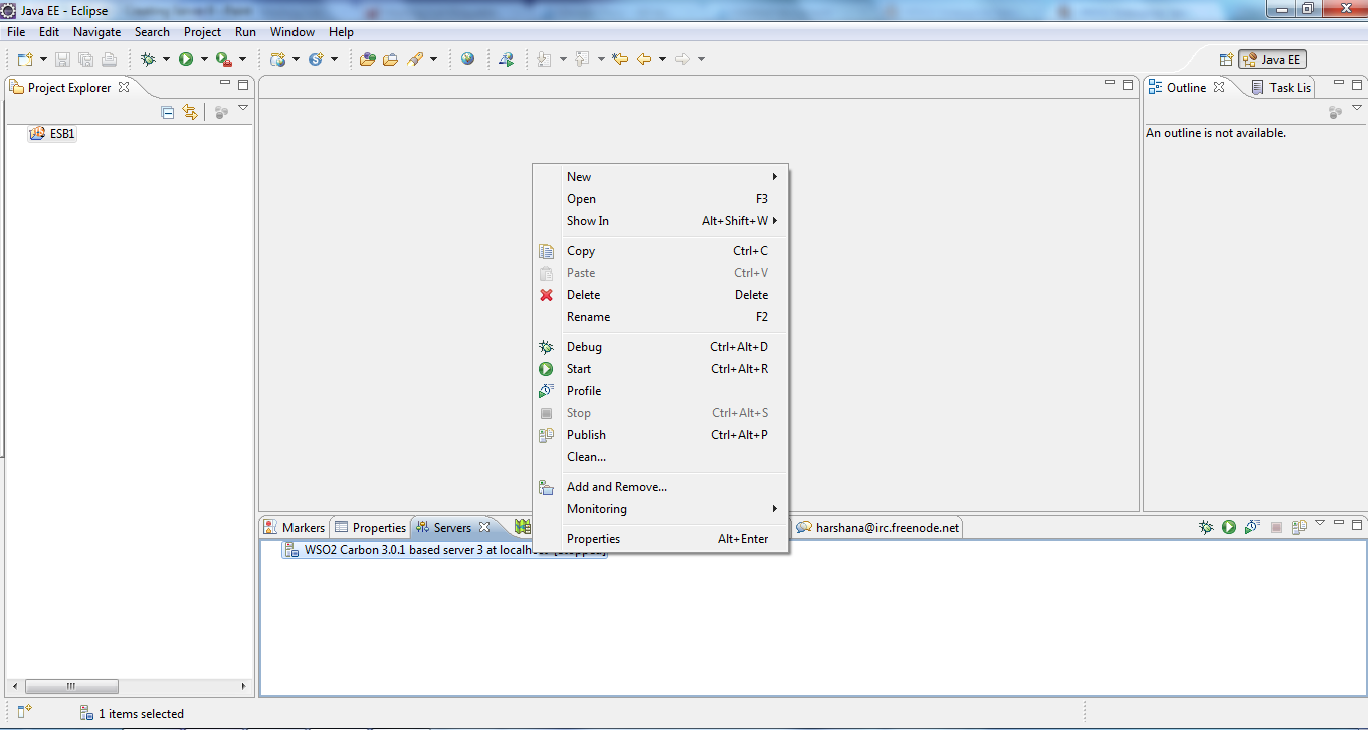 Java EE - Eclipse
File Edit Navigate Search Project Run Window Help
Java EE
Project Explorer
ESB1
Outline Task Lis
An outline is not available.
New
Open F3
Show In Alt+Shift+W
Copy Ctrl+C
Paste Ctrl+V
Delete Delete
Rename F2
Debug Ctrl+Alt+D
Start Ctrl+Alt+R
Profile
Stop Ctrl+Alt+S
Publish Ctrl+Alt+P
Clean...
Add and Remove...
Monitoring
Properties Alt+Enter
Markers Properties Servers harshana@irc.freenode.net
WSO2 Carbon 3.0.1 based server 3 at localhost [Stopped]
1 items selected